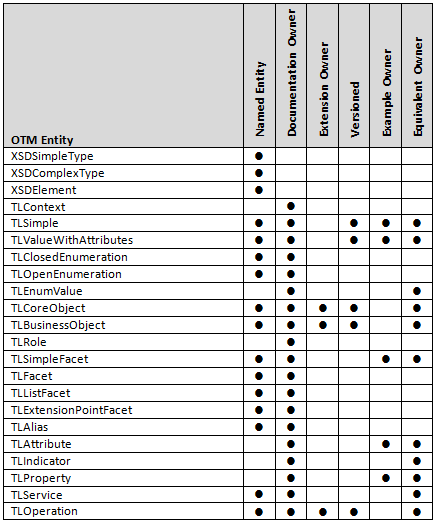 OTM Entity Named Entity Documentation Owner Extension Owner Versioned Example Owner Equivalent Owner
XSDSimpleType ●
XSDComplexType ●
XSDElement ●
TLContext ●
TLSimple ● ● ● ● ●
TLValueWithAttributes ● ● ● ● ●
TLClosedEnumeration ● ●
TLOpenEnumeration ● ●
TLEnumValue ● ●
TLCoreObject ● ● ● ● ●
TLBusinessObject ● ● ● ● ●
TLRole ●
TLSimpleFacet ● ● ● ●
TLFacet ● ●
TLListFacet ● ●
TLExtensionPointFacet ● ●
TLAlias ● ●
TLAttribute ● ● ●
TLIndicator ● ●
TLProperty ● ● ●
TLService ● ● ●
TLOperation ● ● ● ● ●